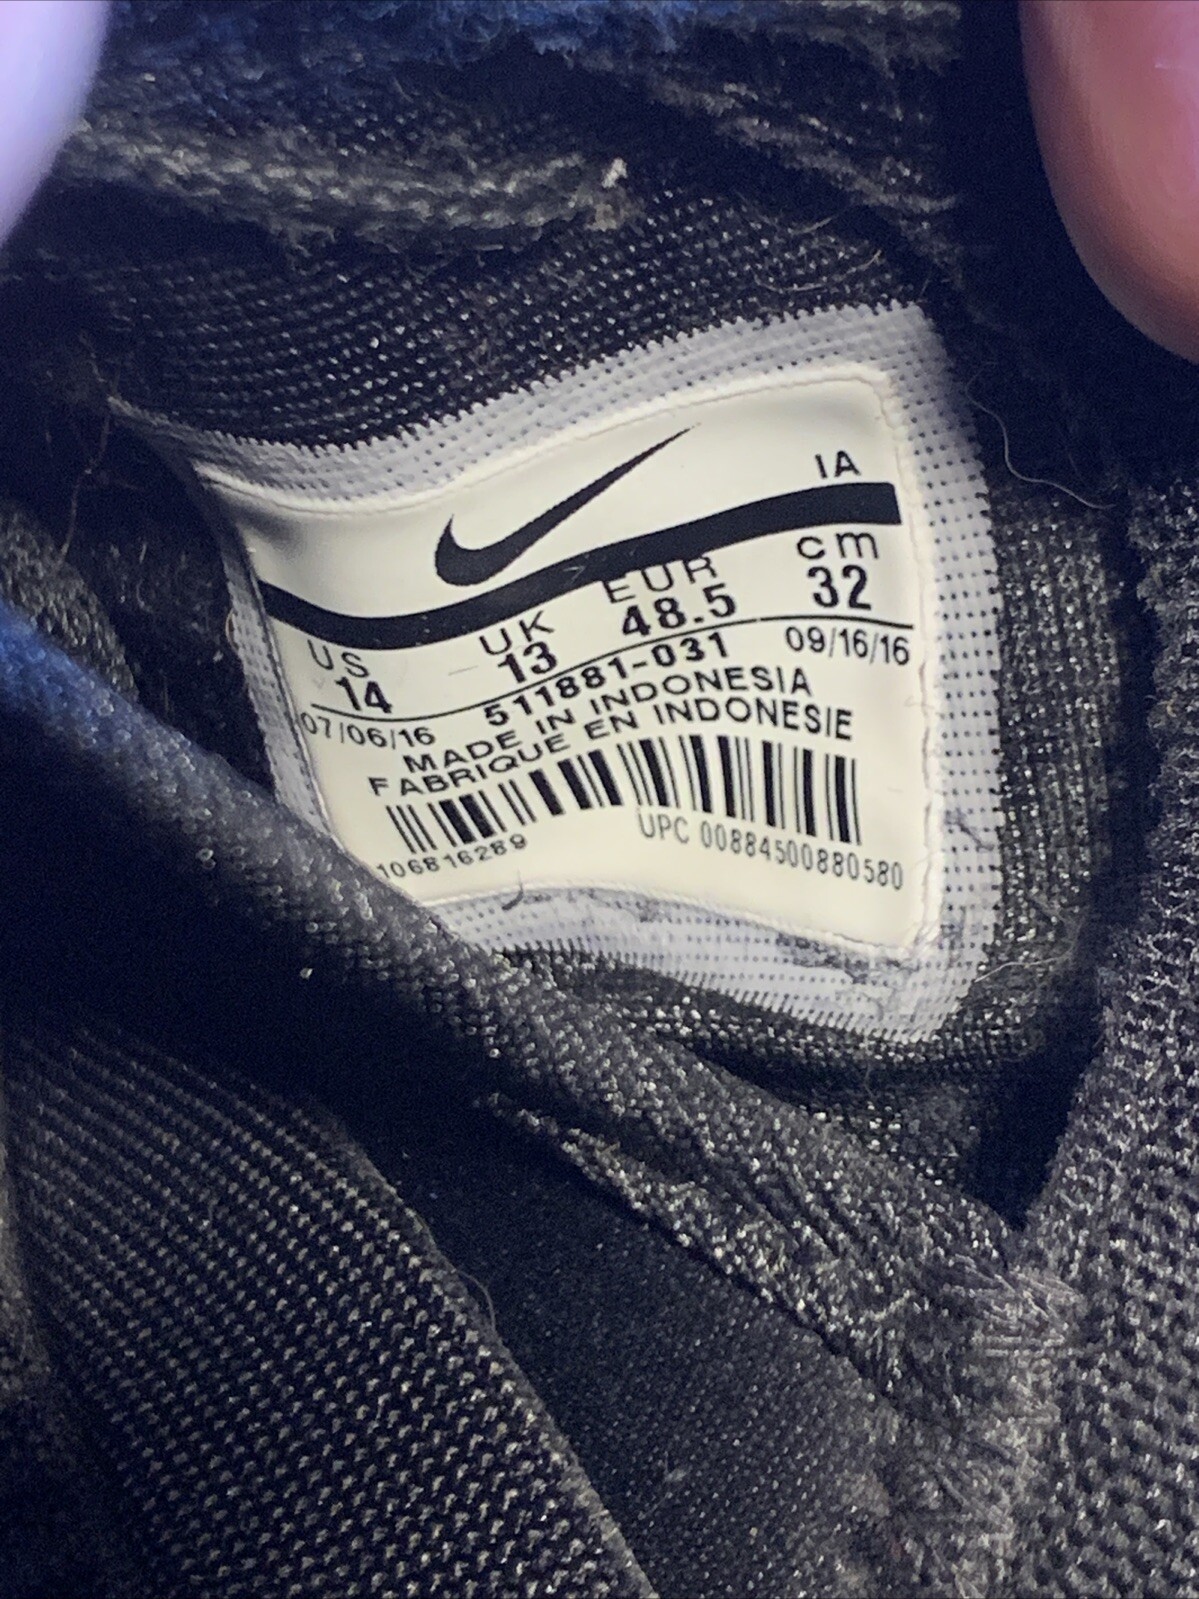 IA
US UK EUR cm
14 13 48.5 32
07/06/16 511881-031 09/16/16
MADE IN INDONESIA
FABRIQUE EN INDONESIE
106816289 UPC 00884500880580